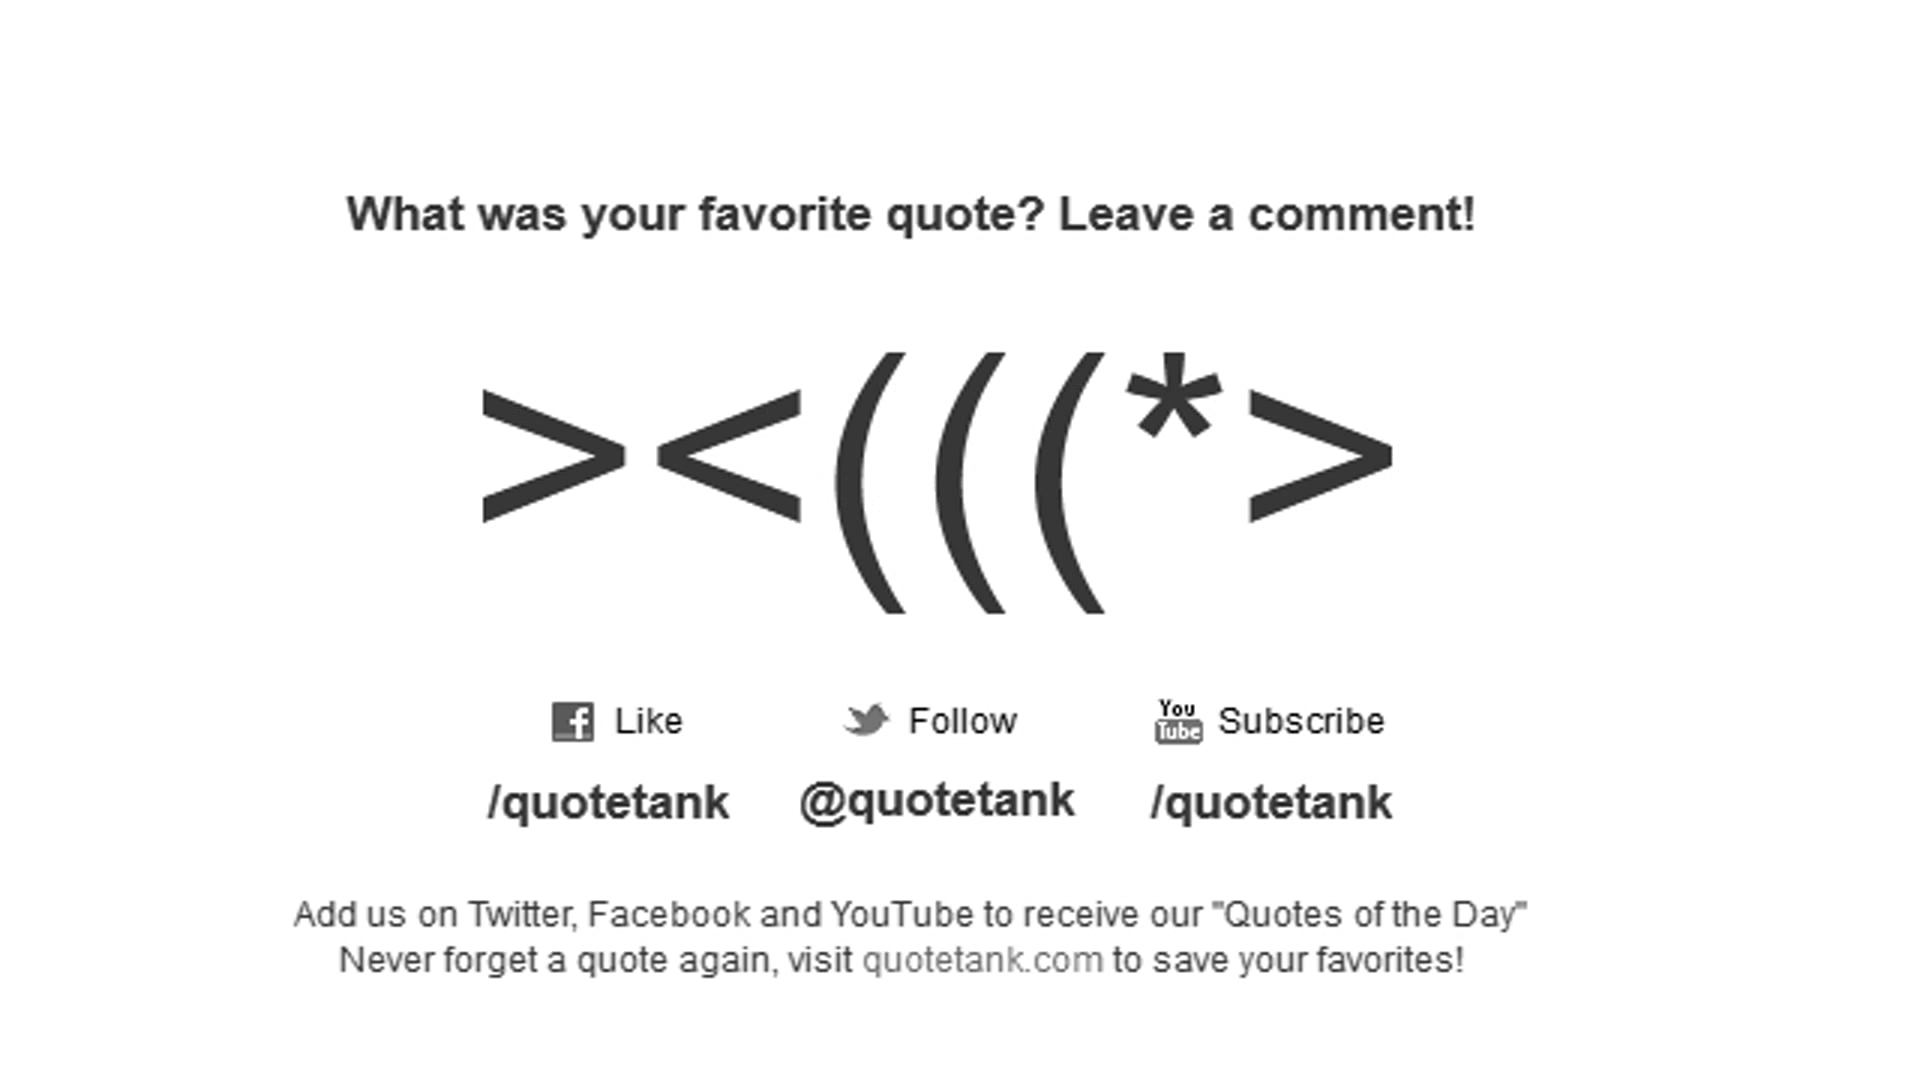 What was your favorite quote? Leave a comment!
><(((*>
f Like Follow You Tube Subscribe
/quotetank @quotetank /quotetank
Add us on Twitter, Facebook and YouTube to receive our "Quotes of the Day"
Never forget a quote again, visit quotetank.com to save your favorites!